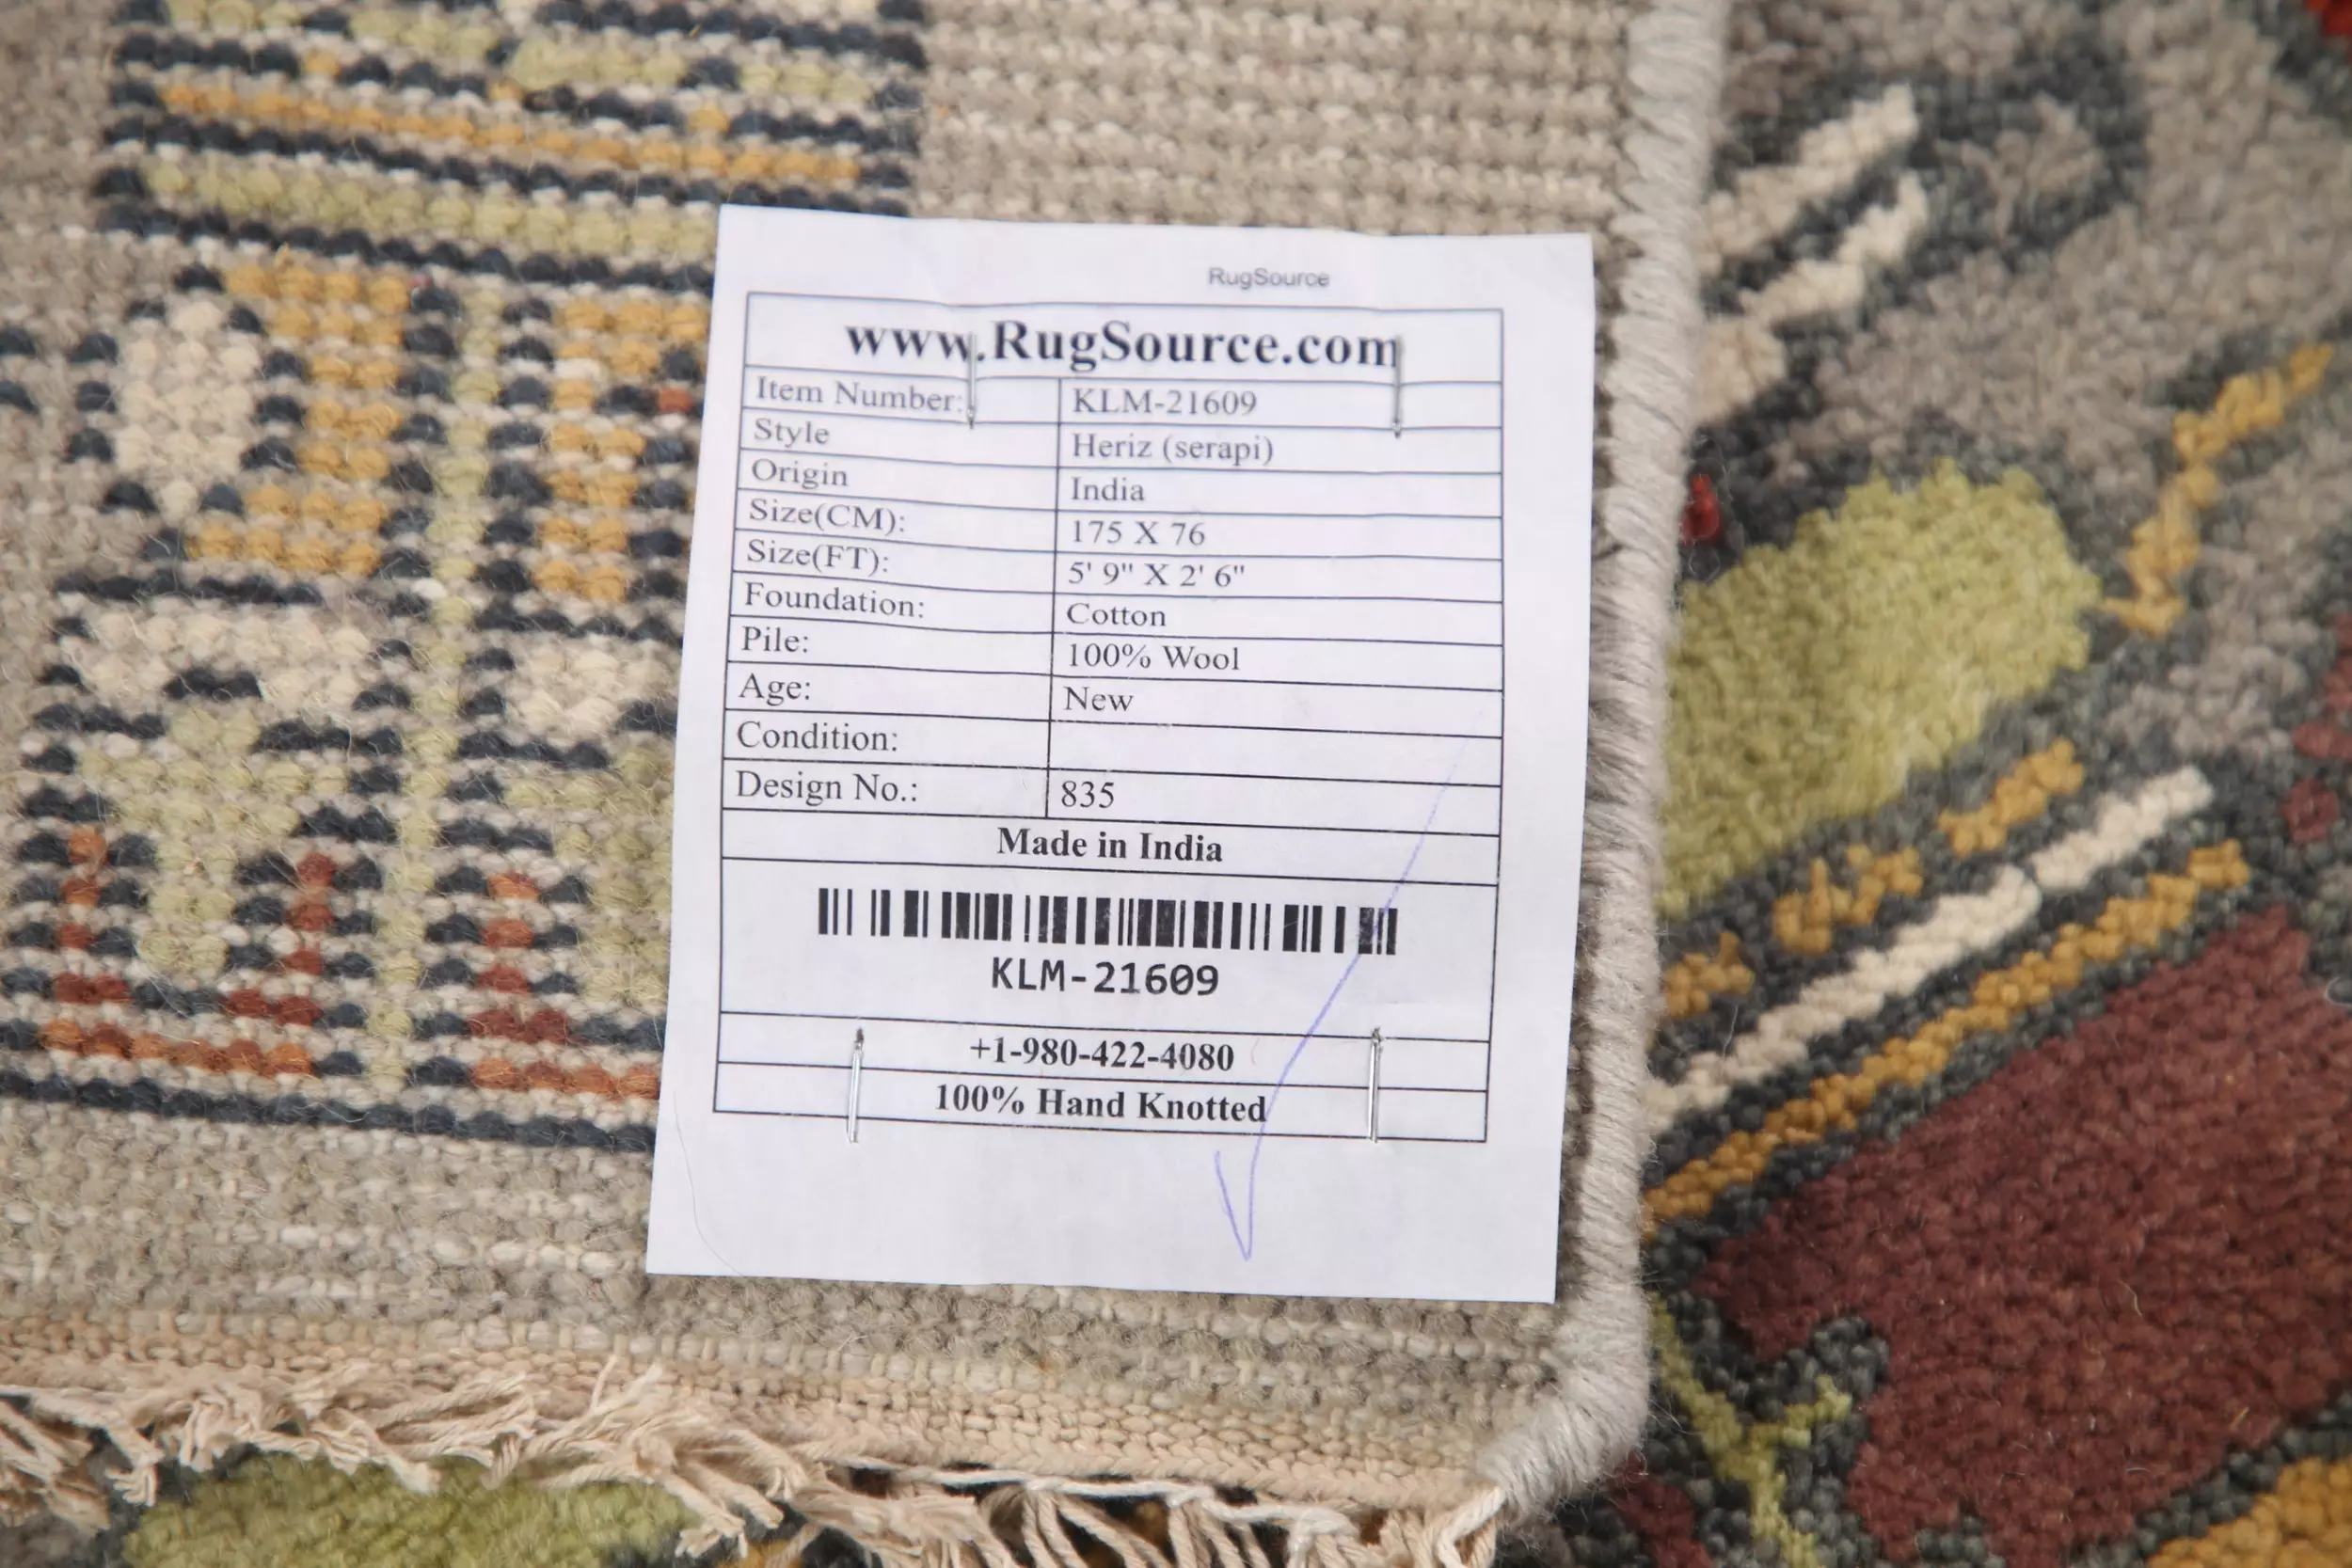 RugSource
www.RugSource.com
Item Number: KLM-21609
Style Heriz (serapi)
Origin India
Size(CM): 175 X 76
Size(FT): 5' 9" X 2' 6"
Foundation: Cotton
Pile: 100% Wool
Age: New
Condition:
Design No.: 835
Made in India
KLM-21609
+1-980-422-4080
100% Hand Knotted